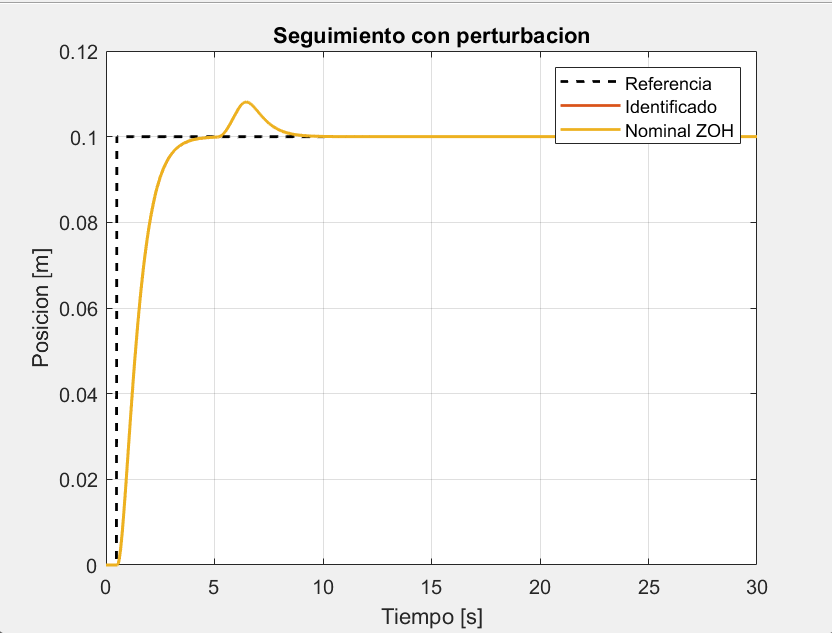 Seguimiento con perturbacion
0.12
0.1
0.08
0.06
0.04
0.02
0
Posicion [m]
Referencia
Identificado
Nominal ZOH
0 5 10 15 20 25 30
Tiempo [s]